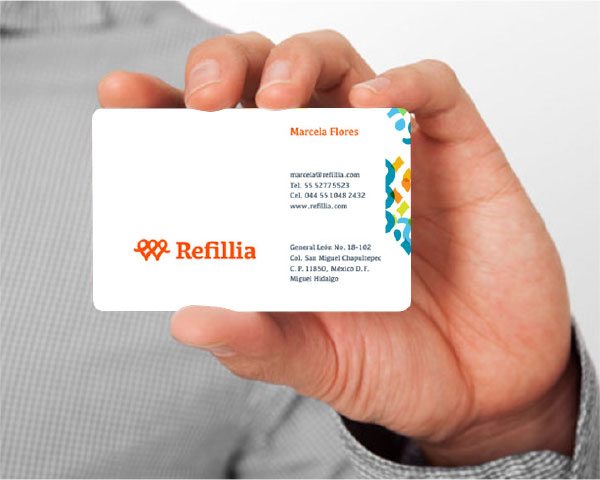 Marcela Flores
marcela@refillia.com
Tel. 55 52775523
Cel. 044 55 1048 2432
www.refillia.com
Refillia
General León No. 18-102
Col. San Miguel Chapultepec
C. P. 11850, México D. F.
Miguel Hidalgo